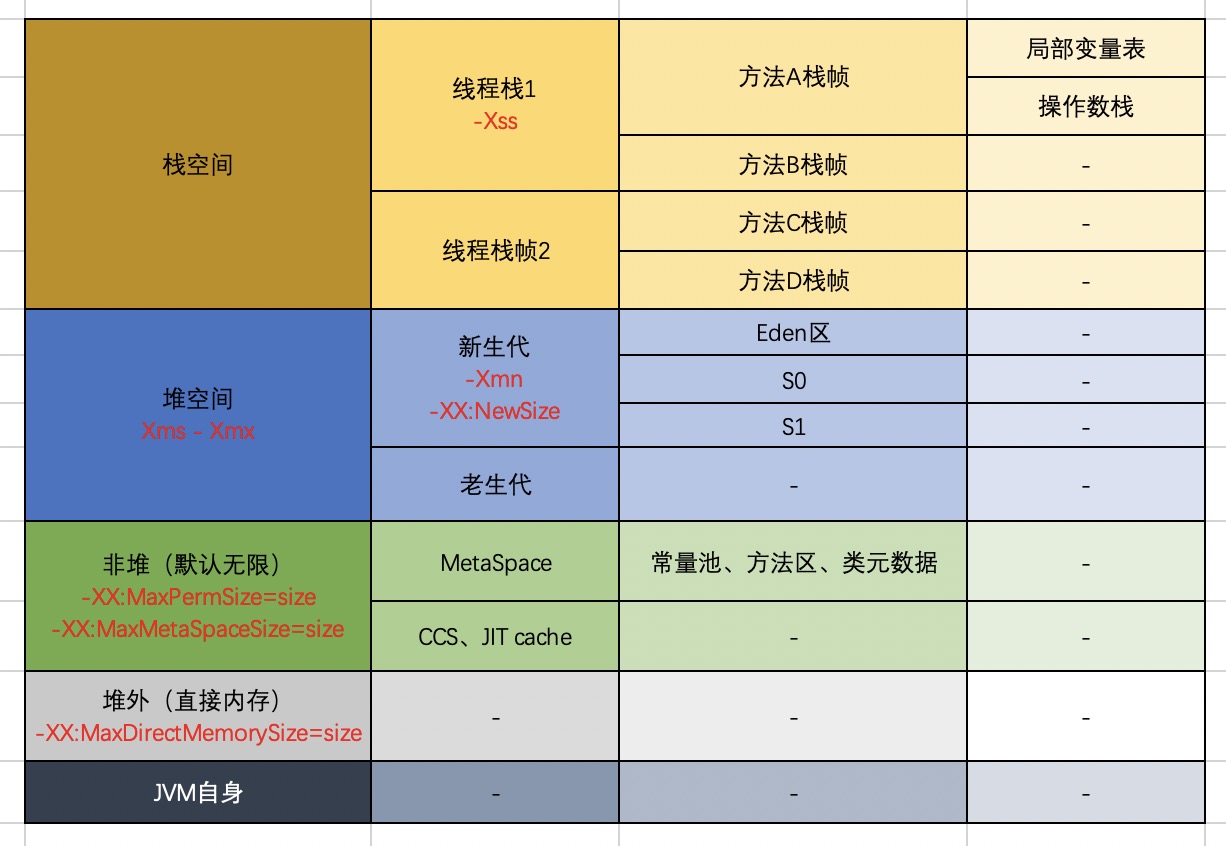 栈空间
线程栈1
-Xss
方法A栈帧
局部变量表
操作数栈
方法B栈帧
-
线程栈帧2
方法C栈帧
-
方法D栈帧
-
堆空间
Xms - Xmx
新生代
-Xmn
-XX:NewSize
Eden区
-
S0
-
S1
-
老生代
-
-
非堆（默认无限）
-XX:MaxPermSize=size
-XX:MaxMetaSpaceSize=size
MetaSpace
常量池、方法区、类元数据
-
CCS、JIT cache
-
-
堆外（直接内存）
-XX:MaxDirectMemorySize=size
-
-
-
JVM自身
-
-
-